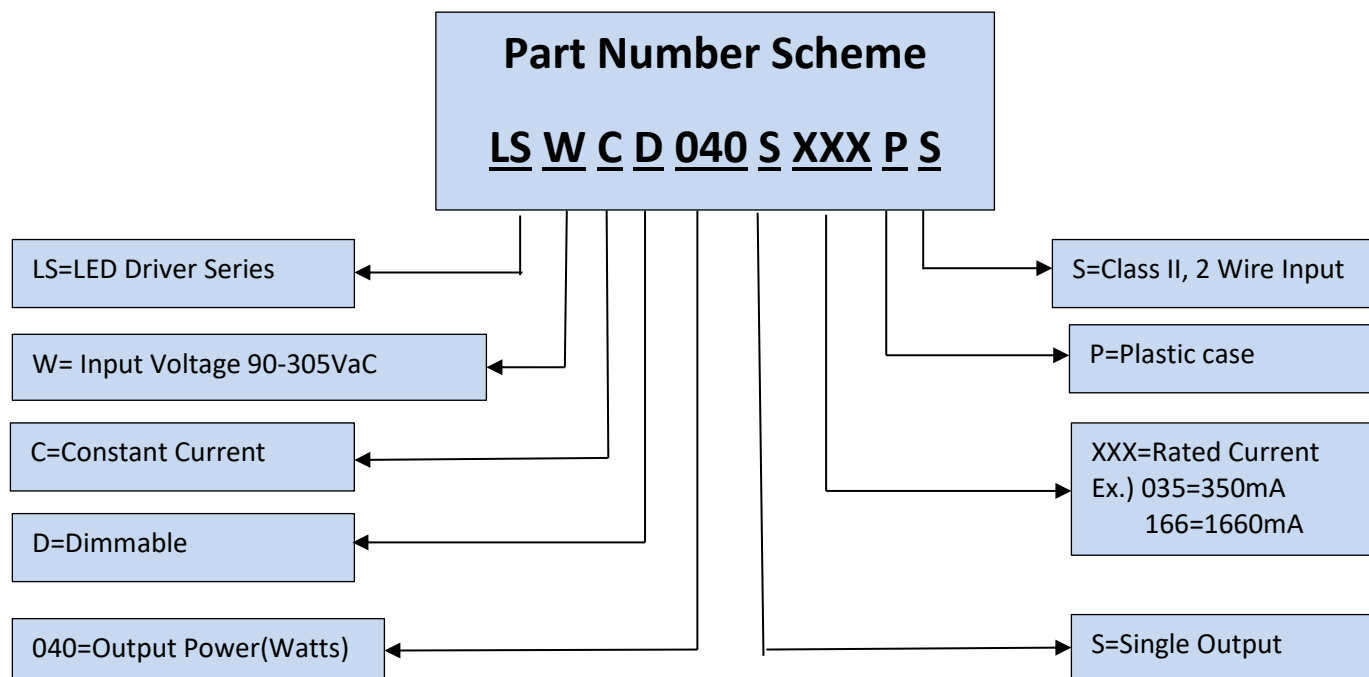 Part Number Scheme
LS W C D 040 S XXX P S
LS=LED Driver Series
W= Input Voltage 90-305VaC
C=Constant Current
D=Dimmable
040=Output Power(Watts)
S=Class II, 2 Wire Input
P=Plastic case
XXX=Rated Current
Ex.) 035=350mA
166=1660mA
S=Single Output